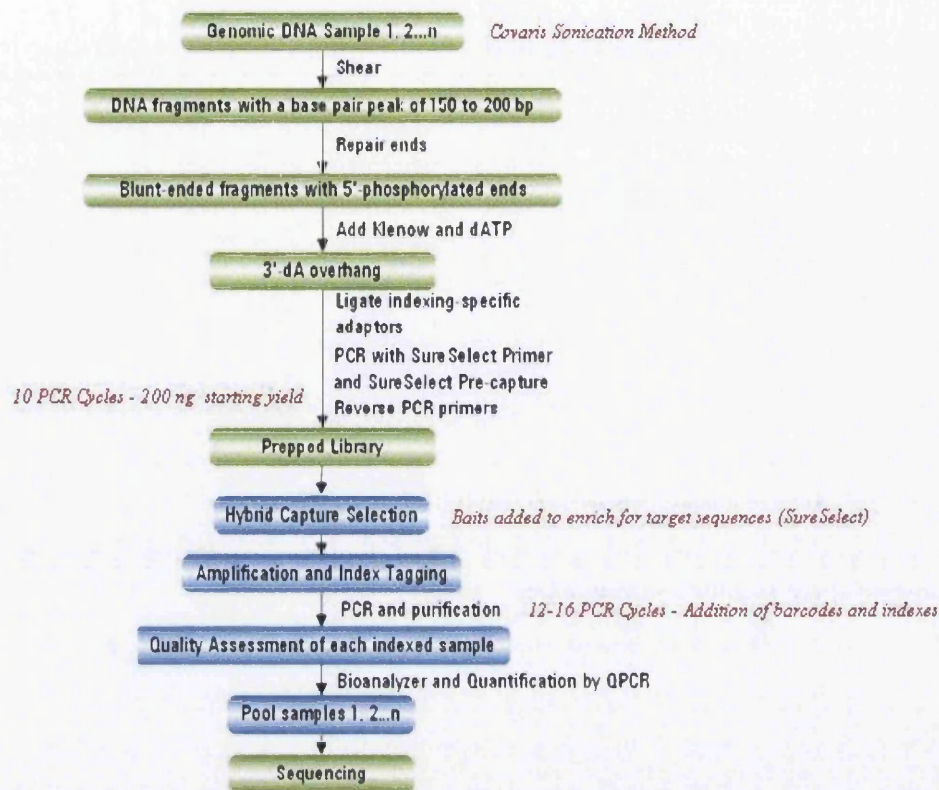 Genomic DNA Sample 1, 2...n
Covaris Sonication Method
Shear
DNA fragments with a base pair peak of 150 to 200 bp
Repair ends
Blunt-ended fragments with 5'-phosphorylated ends
Add Klenow and dATP
3'-dA overhang
Ligate indexing-specific
adaptors
PCR with SureSelect Primer
and SureSelect Pre-capture
Reverse PCR primers
10 PCR Cycles - 200 ng starting yield
Prepped Library
Hybrid Capture Selection
Baits added to enrich for target sequences (SureSelect)
Amplification and Index Tagging
PCR and purification
12-16 PCR Cycles - Addition of barcodes and indexes
Quality Assessment of each indexed sample
Bioanalyzer and Quantification by QPCR
Pool samples 1, 2...n
Sequencing